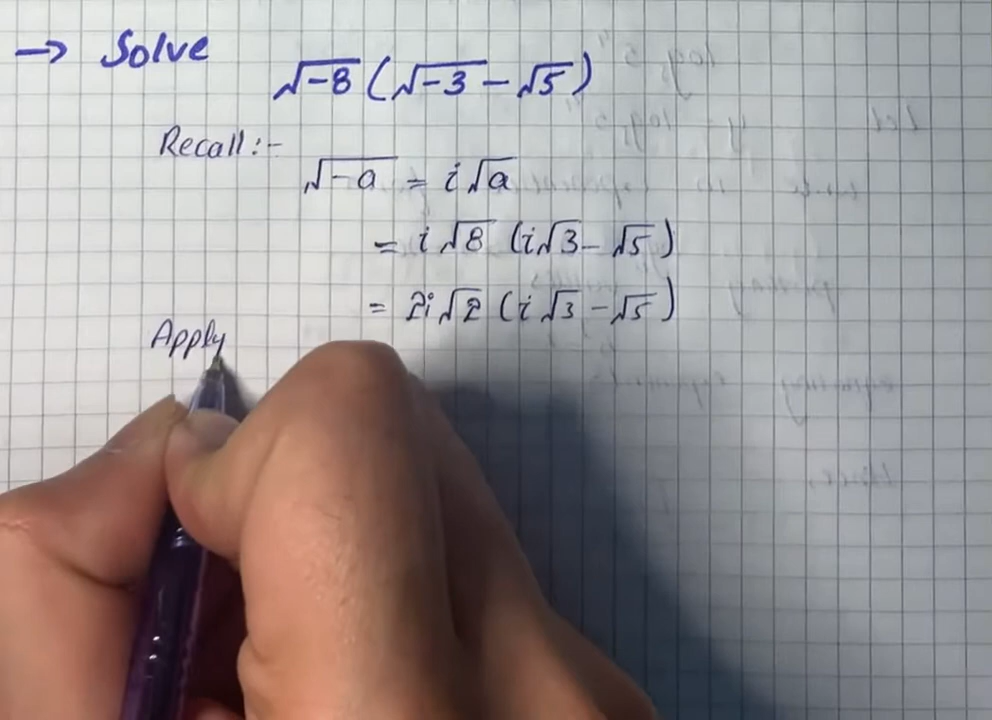 → Solve
√-8 (√-3 - √5)
Recall :-
√-a = i√a
= i√8 (i√3 - √5)
= 2i√2 (i√3 - √5)
Apply